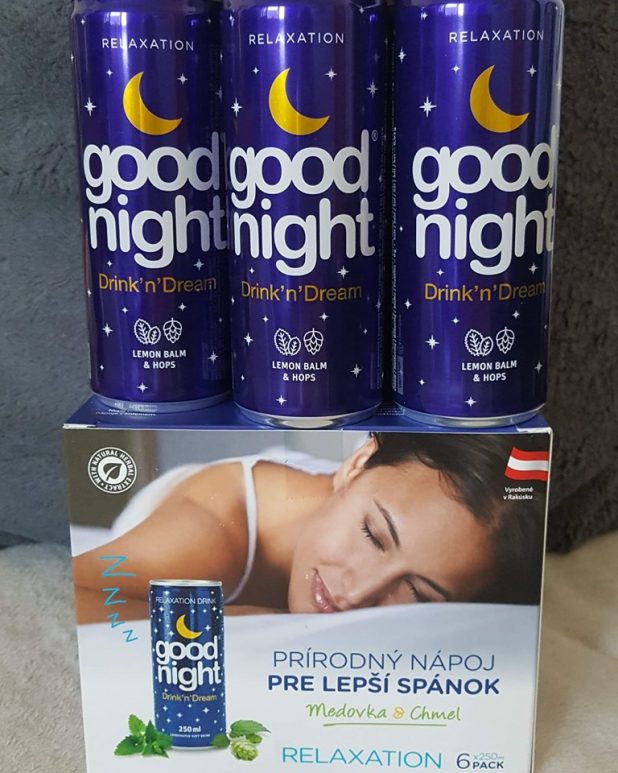 RELAXATION
good
night
Drink'n'Dream
LEMON BALM
& HOPS
RELAXATION
good
night
Drink'n'Dream
LEMON BALM
& HOPS
RELAXATION
good
night
Drink'n'Dream
LEMON BALM
& HOPS
WITH NATURAL HERBAL EXTRACT
Vyrobené
v Rakúsku
Z Z Z Z Z
RELAXATION DRINK
good
night
Drink'n'Dream
250 ml
PRÍRODNÝ NÁPOJ
PRE LEPŠÍ SPÁNOK
Medovka & Chmel
RELAXATION
6 x250ml
PACK